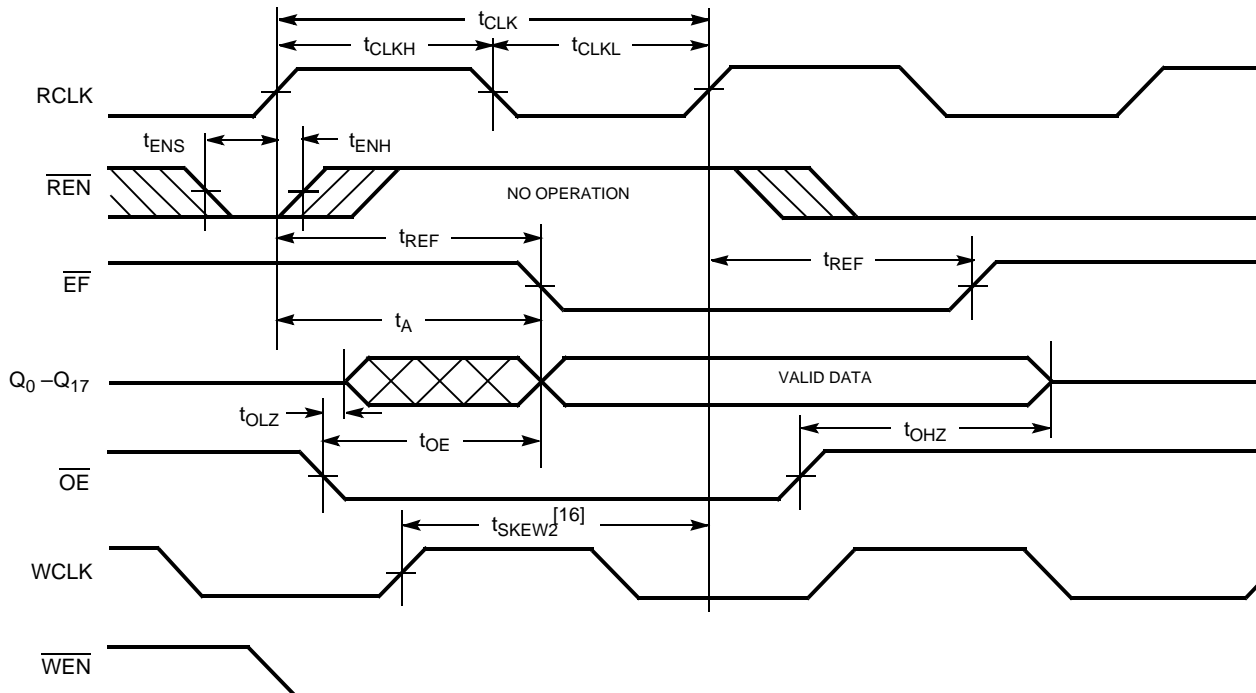 tCLK
tCLKH tCLKL
RCLK
tENS tENH
REN NO OPERATION
tREF tREF
EF
tA
Q0 –Q17 VALID DATA
tOLZ tOE tOHZ
OE
tSKEW2[16]
WCLK
WEN